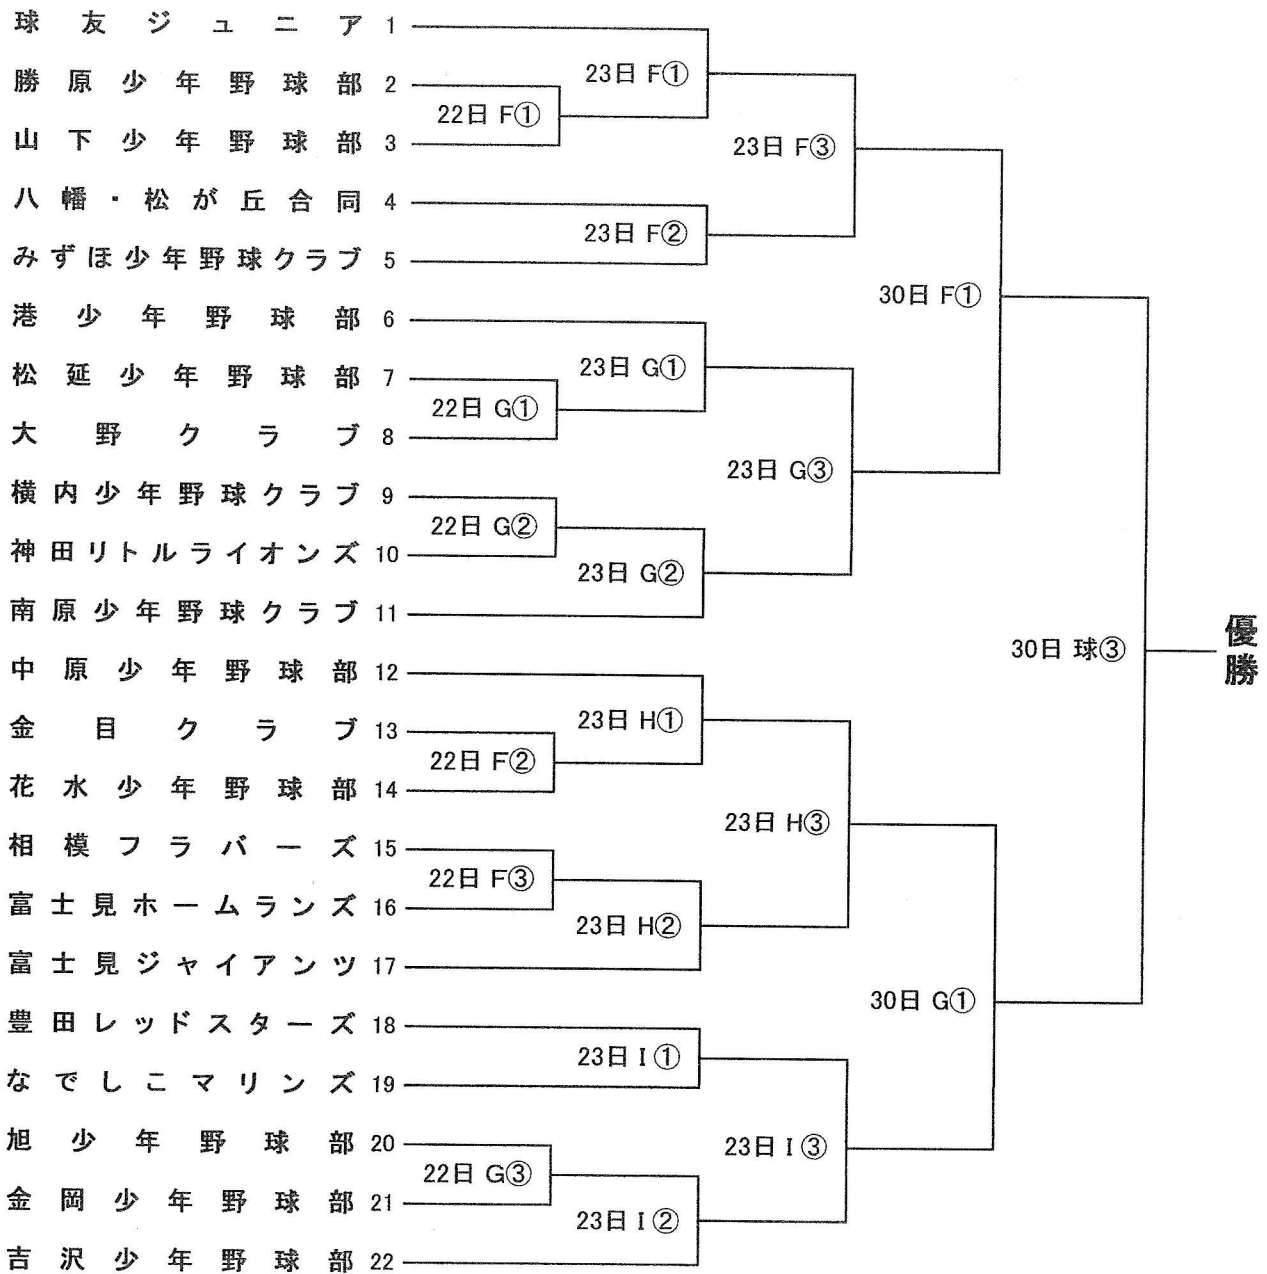 球友ジュニア 1
23日 F①
勝原少年野球部 2
22日 F①
山下少年野球部 3
23日 F③
八幡・松が丘合同 4
23日 F②
みずほ少年野球クラブ 5
30日 F①
港少年野球部 6
23日 G①
松延少年野球部 7
22日 G①
大野クラブ 8
23日 G③
横内少年野球クラブ 9
22日 G②
神田リトルライオンズ 10
23日 G②
南原少年野球クラブ 11
30日 球③
優勝
中原少年野球部 12
23日 H①
金目クラブ 13
22日 F②
花水少年野球部 14
23日 H③
相模フラバーズ 15
22日 F③
富士見ホームランズ 16
23日 H②
富士見ジャイアンツ 17
30日 G①
豊田レッドスターズ 18
23日 I①
なでしこマリンズ 19
旭少年野球部 20
23日 I③
22日 G③
金岡少年野球部 21
23日 I②
吉沢少年野球部 22